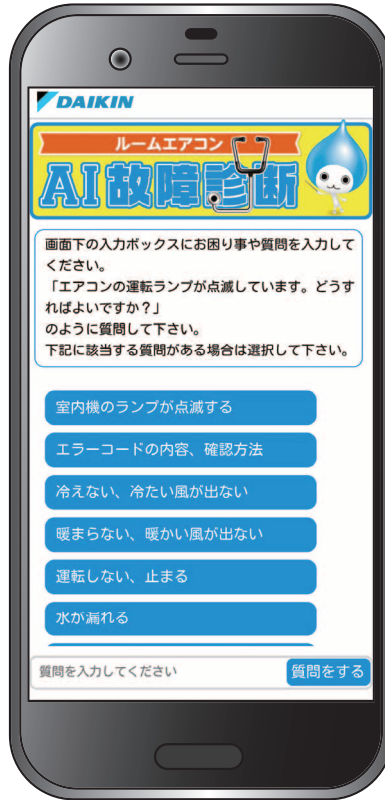 DAIKIN
ルームエアコン
AI故障診断
画面下の入力ボックスにお困り事や質問を入力して
ください。
「エアコンの運転ランプが点滅しています。どうす
ればよいですか？」
のように質問して下さい。
下記に該当する質問がある場合は選択して下さい。
室内機のランプが点滅する
エラーコードの内容、確認方法
冷えない、冷たい風が出ない
暖まらない、暖かい風が出ない
運転しない、止まる
水が漏れる
質問を入力してください
質問をする